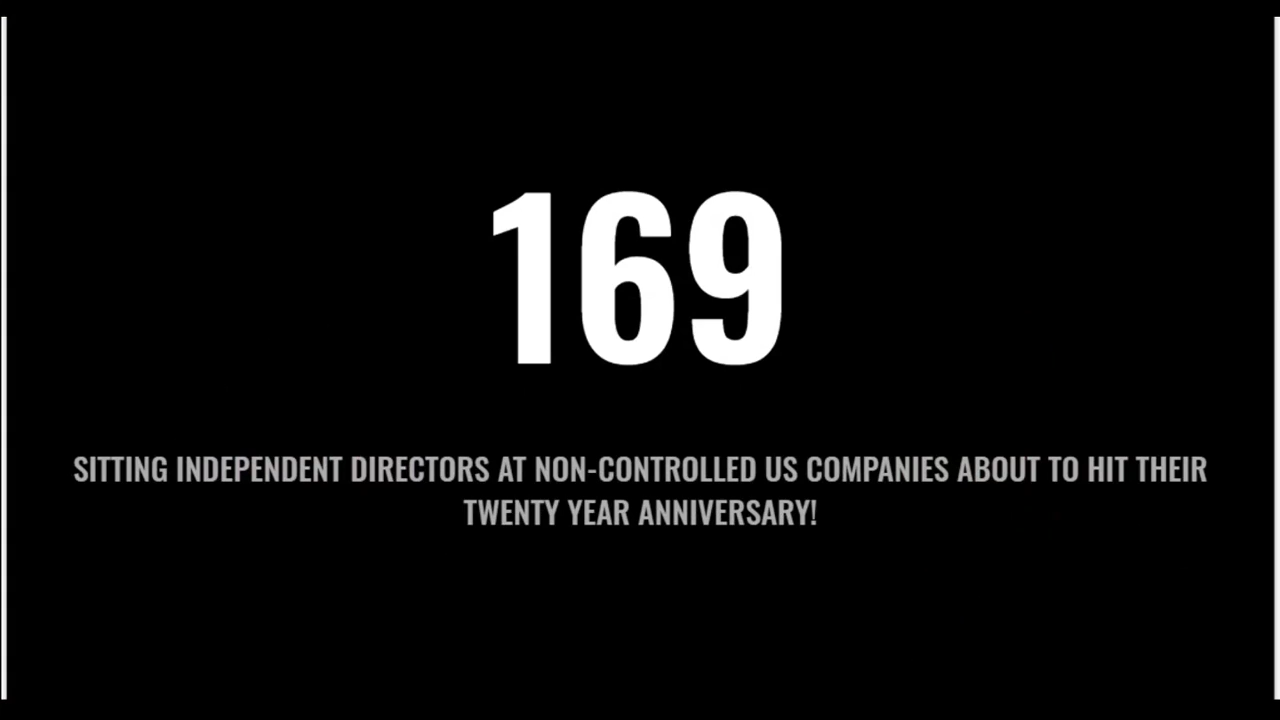 169
SITTING INDEPENDENT DIRECTORS AT NON-CONTROLLED US COMPANIES ABOUT TO HIT THEIR
TWENTY YEAR ANNIVERSARY!